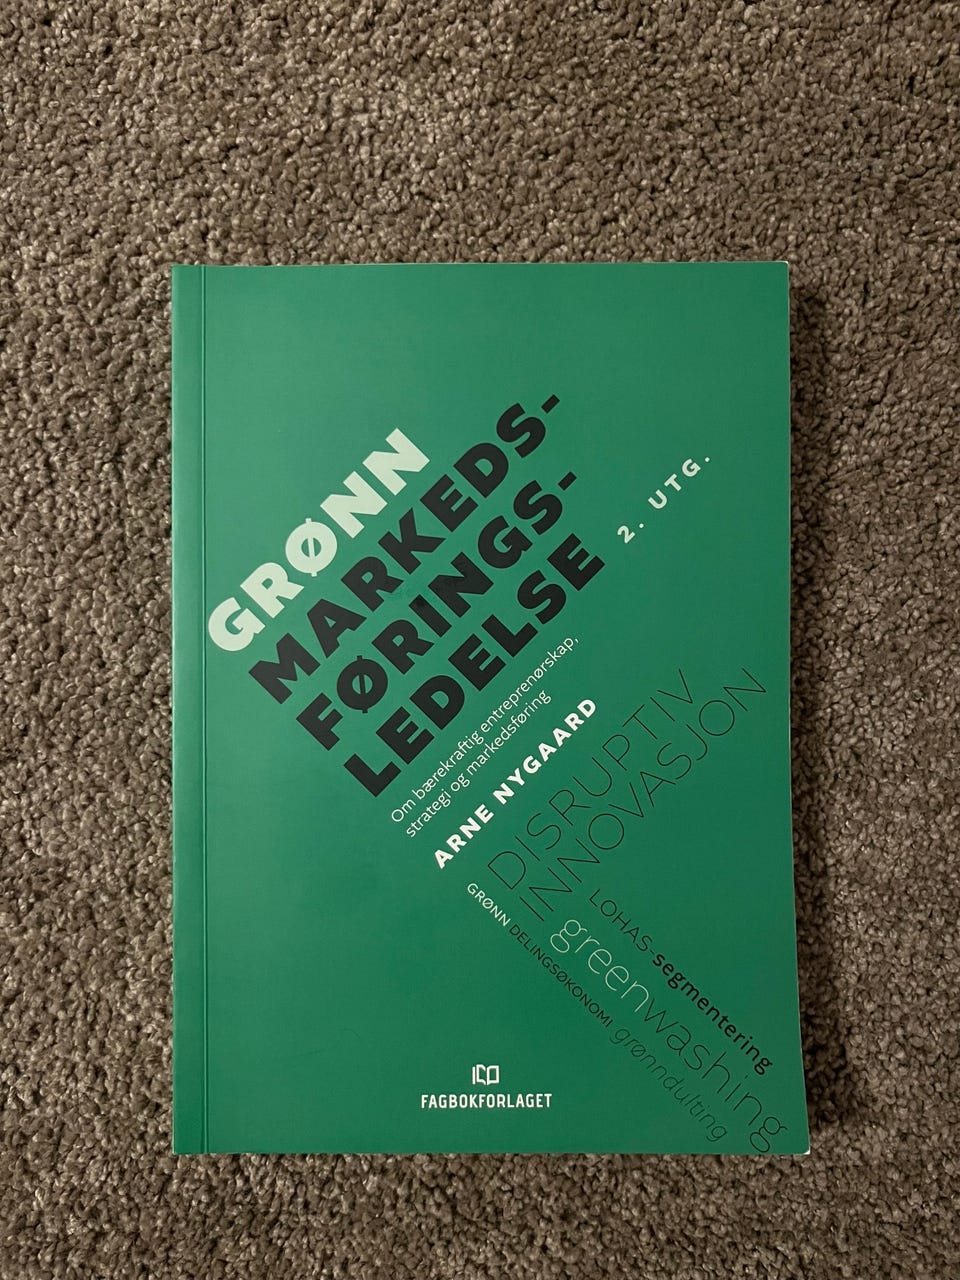 GRØNN
MARKEDS-
FØRINGS-
LEDELSE
2. UTG.
Om bærekraftig entreprenørskap,
strategi og markedsføring
ARNE NYGAARD
DISRUPTIV
INNOVASJON
LOHAS-segmentering
greenwashing
GRØNN DELINGSØKONOMI grønndulting
FAGBOKFORLAGET